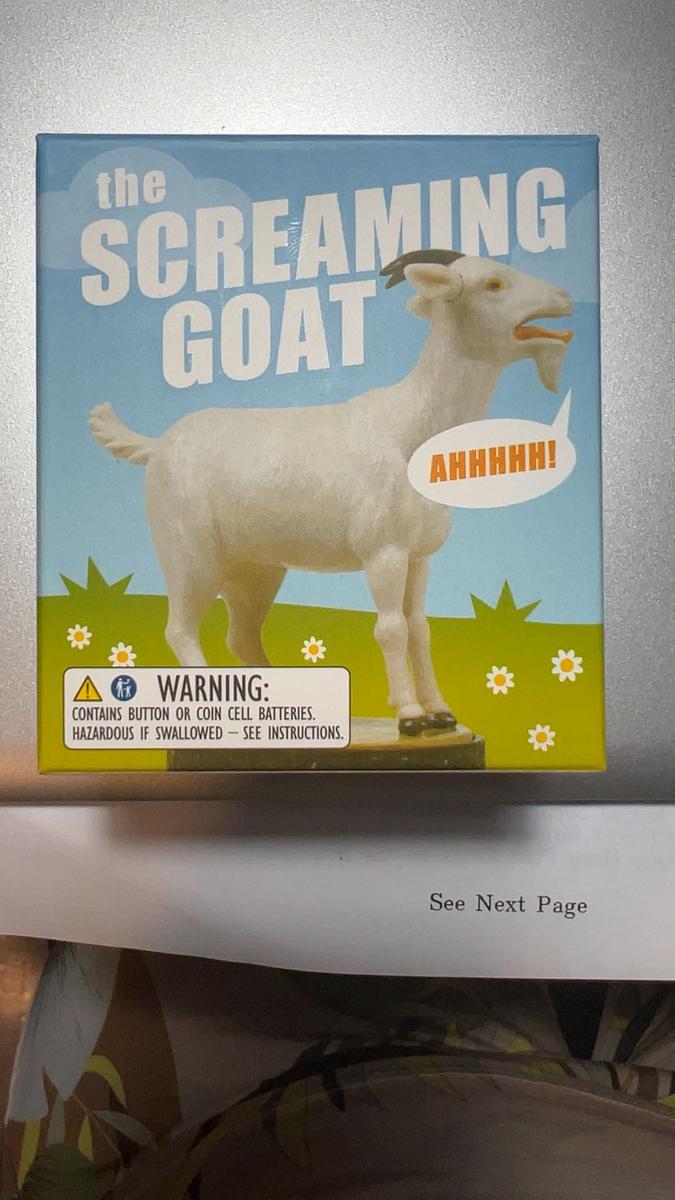 the
SCREAMING
GOAT
AHHHHH!
WARNING:
CONTAINS BUTTON OR COIN CELL BATTERIES.
HAZARDOUS IF SWALLOWED – SEE INSTRUCTIONS.
See Next Page